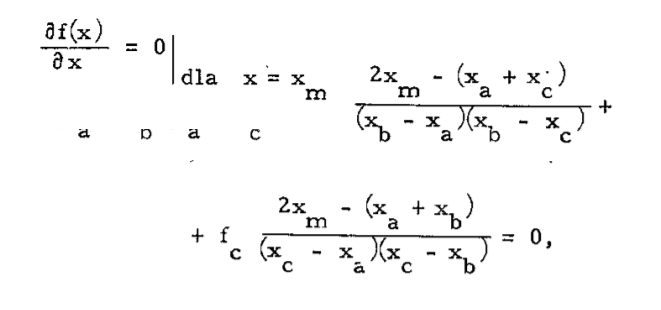 ∂f(x)/∂x = 0 | dla x = x_m (2x_m - (x_a + x_c))/((x_b - x_a)(x_b - x_c)) +
a b a c
+ f_c (2x_m - (x_a + x_b))/((x_c - x_a)(x_c - x_b)) = 0,